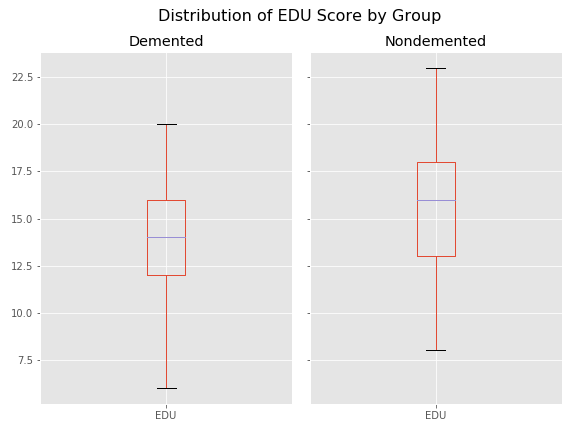 Distribution of EDU Score by Group
Demented
Nondemented
22.5
20.0
17.5
15.0
12.5
10.0
7.5
EDU
EDU